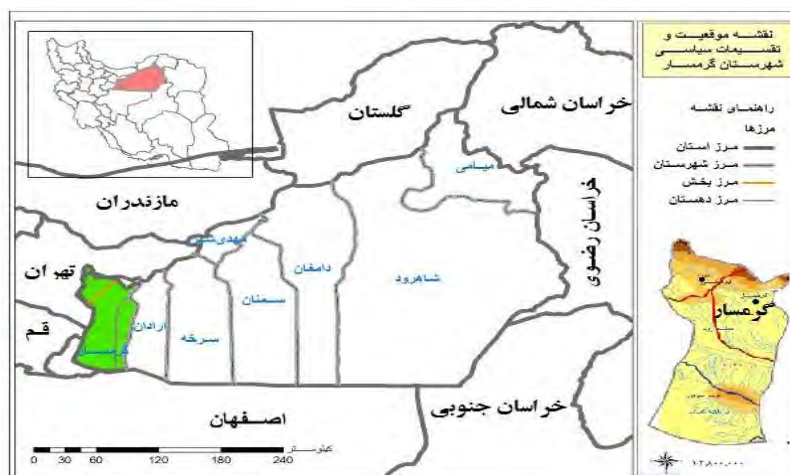 نقشه موقعیت و
تقسیمات سیاسی
شهرستان گرمسار
راهنمای نقشه
مرزها
مرز استان
مرز شهرستان
مرز بخش
مرز دهستان
خراسان شمالی
گلستان
میامی
مازندران
خراسان رضوی
مهدی‌شهر
تهران
دامغان
شاهرود
سمنان
گرمسار
قم
آرادان
سرخه
گرمسار
خراسان جنوبی
اصفهان
کیلومتر
0 30 60 120 180 240